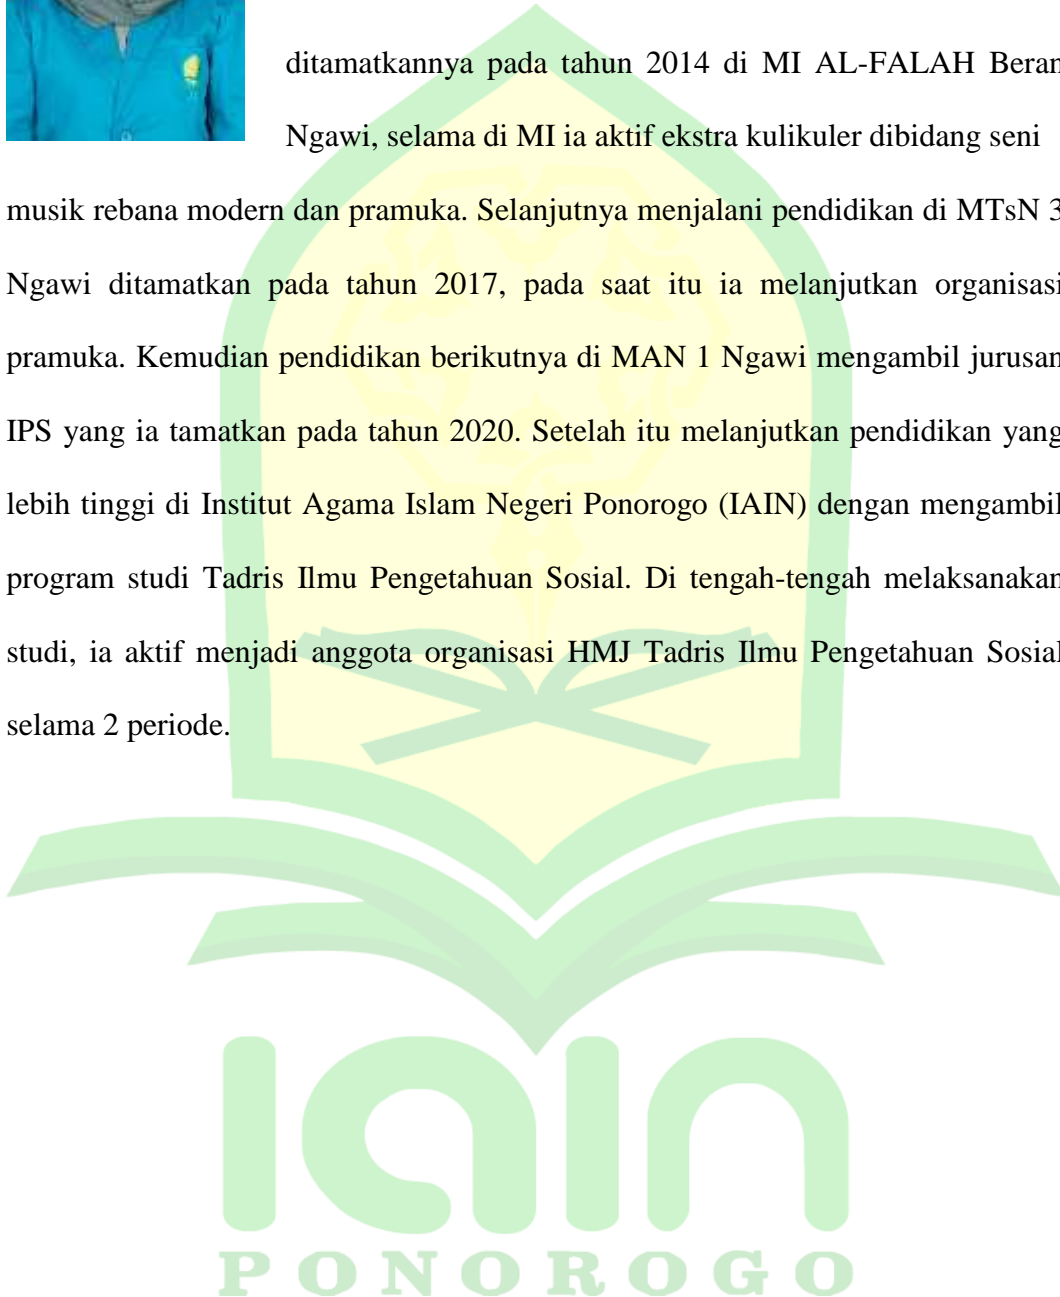 ditamatkannya pada tahun 2014 di MI AL-FALAH Beran
Ngawi, selama di MI ia aktif ekstra kulikuler dibidang seni
musik rebana modern dan pramuka. Selanjutnya menjalani pendidikan di MTsN 3
Ngawi ditamatkan pada tahun 2017, pada saat itu ia melanjutkan organisasi
pramuka. Kemudian pendidikan berikutnya di MAN 1 Ngawi mengambil jurusan
IPS yang ia tamatkan pada tahun 2020. Setelah itu melanjutkan pendidikan yang
lebih tinggi di Institut Agama Islam Negeri Ponorogo (IAIN) dengan mengambil
program studi Tadris Ilmu Pengetahuan Sosial. Di tengah-tengah melaksanakan
studi, ia aktif menjadi anggota organisasi HMJ Tadris Ilmu Pengetahuan Sosial
selama 2 periode.
IAIN
PONOROGO